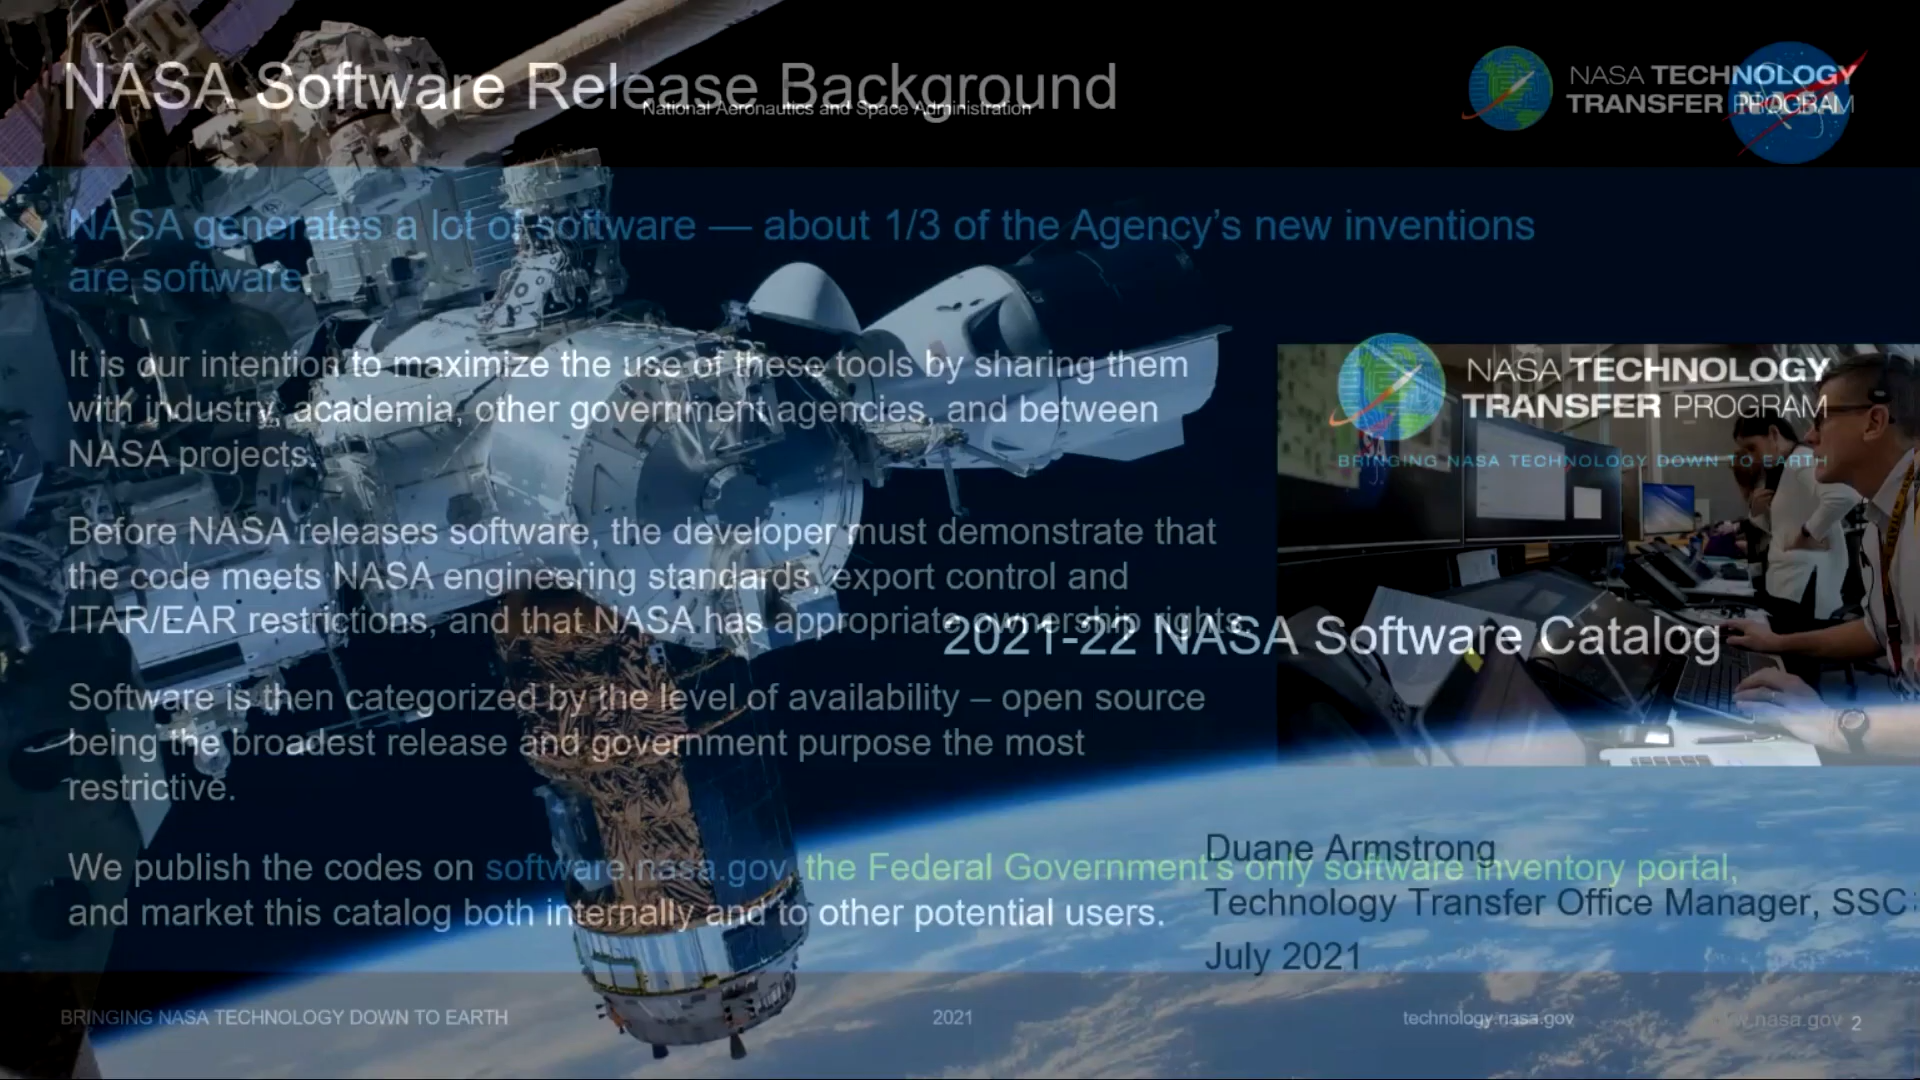 NASA Software Release Background
National Aeronautics and Space Administration
NASA TECHNOLOGY
TRANSFER PROGRAM
NASA
NASA generates a lot of software — about 1/3 of the Agency's new inventions
are software.
It is our intention to maximize the use of these tools by sharing them
with industry, academia, other government agencies, and between
NASA projects.
NASA TECHNOLOGY
TRANSFER PROGRAM
BRINGING NASA TECHNOLOGY DOWN TO EARTH
Before NASA releases software, the developer must demonstrate that
the code meets NASA engineering standards, export control and
ITAR/EAR restrictions, and that NASA has appropriate ownership rights.
2021-22 NASA Software Catalog
Software is then categorized by the level of availability – open source
being the broadest release and government purpose the most
restrictive.
Duane Armstrong
We publish the codes on software.nasa.gov, the Federal Government's only software inventory portal,
and market this catalog both internally and to other potential users.
Technology Transfer Office Manager, SSC
July 2021
BRINGING NASA TECHNOLOGY DOWN TO EARTH
2021
technology.nasa.gov
www.nasa.gov
2